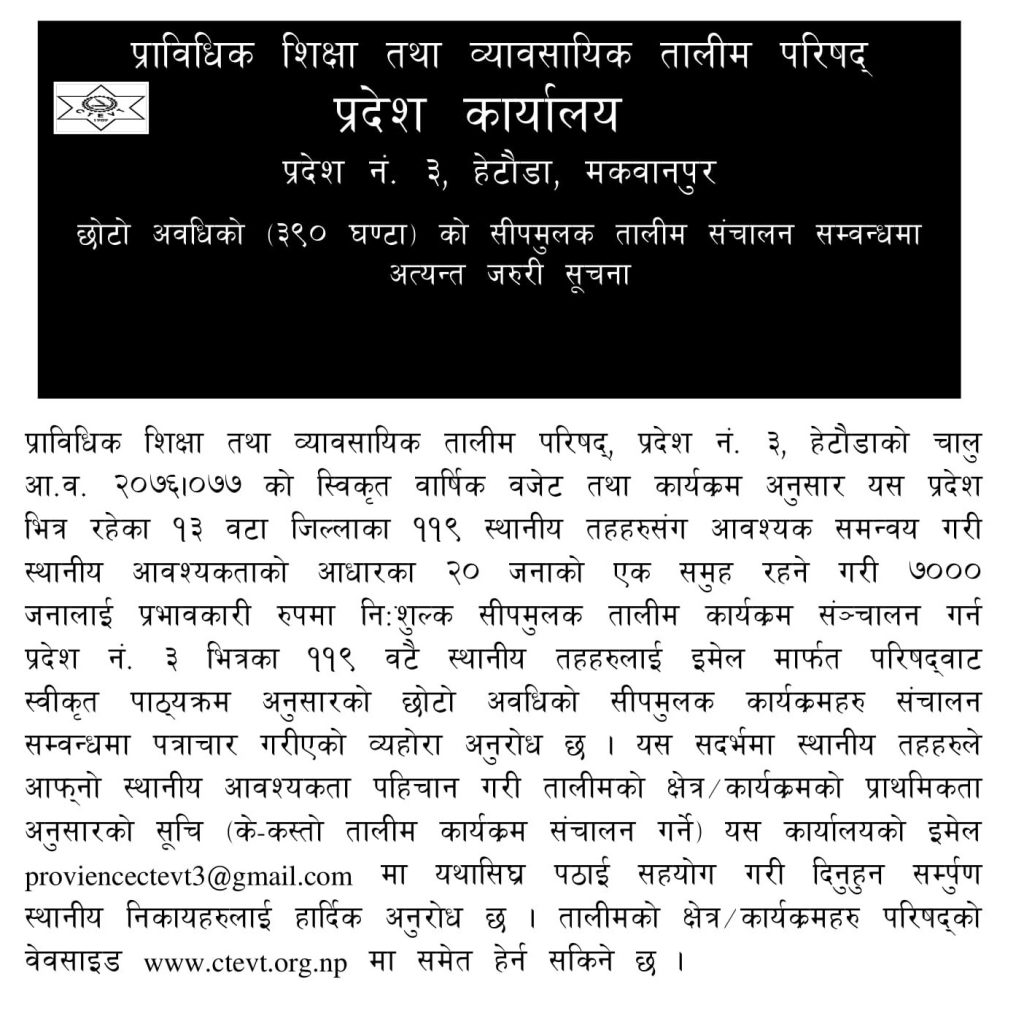 प्राविधिक शिक्षा तथा व्यावसायिक तालीम परिषद्
प्रदेश कार्यालय
प्रदेश नं. ३, हेटौडा, मकवानपुर
छोटो अवधिको (३९० घण्टा) को सीपमुलक तालीम संचालन सम्वन्धमा
अत्यन्त जरुरी सूचना
प्राविधिक शिक्षा तथा व्यावसायिक तालीम परिषद्, प्रदेश नं. ३, हेटौडाको चालु
आ.व. २०७६।०७७ को स्विकृत वार्षिक वजेट तथा कार्यक्रम अनुसार यस प्रदेश
भित्र रहेका १३ वटा जिल्लाका ११९ स्थानीय तहहरुसंग आवश्यक समन्वय गरी
स्थानीय आवश्यकताको आधारका २० जनाको एक समुह रहने गरी ७०००
जनालाई प्रभावकारी रुपमा नि:शुल्क सीपमुलक तालीम कार्यक्रम संञ्चालन गर्न
प्रदेश नं. ३ भित्रका ११९ वटै स्थानीय तहहरुलाई इमेल मार्फत परिषद्वाट
स्वीकृत पाठ्यक्रम अनुसारको छोटो अवधिको सीपमुलक कार्यक्रमहरु संचालन
सम्वन्धमा पत्राचार गरीएको व्यहोरा अनुरोध छ । यस सदर्भमा स्थानीय तहहरुले
आफ्नो स्थानीय आवश्यकता पहिचान गरी तालीमको क्षेत्र/कार्यक्रमको प्राथमिकता
अनुसारको सूचि (के-कस्तो तालीम कार्यक्रम संचालन गर्ने) यस कार्यालयको इमेल
proviencectevt3@gmail.com मा यथासिघ्र पठाई सहयोग गरी दिनुहुन सर्म्पुण
स्थानीय निकायहरुलाई हार्दिक अनुरोध छ । तालीमको क्षेत्र/कार्यक्रमहरु परिषद्को
वेवसाइड www.ctevt.org.np मा समेत हेर्न सकिने छ ।